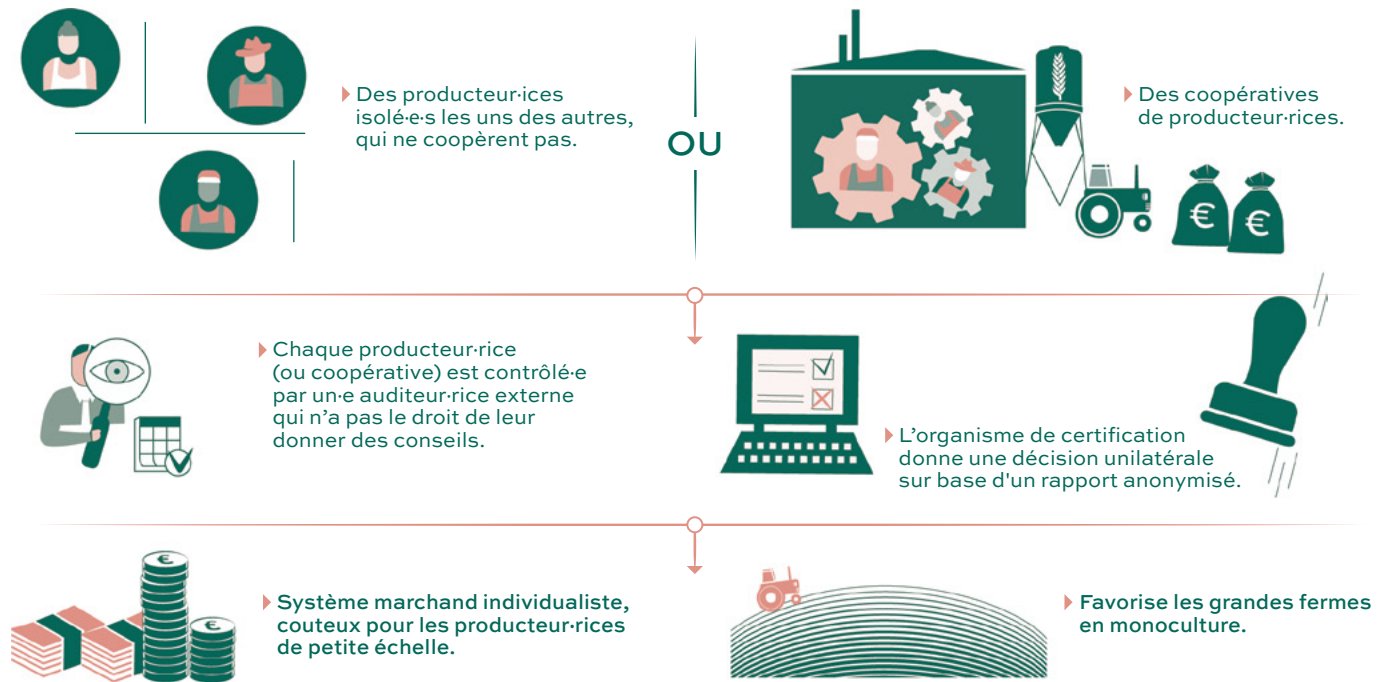 Des producteur·ices
isolé·e·s les uns des autres,
qui ne coopèrent pas.
OU
Des coopératives
de producteur·rices.
€ €
Chaque producteur·rice
(ou coopérative) est contrôlé·e
par un·e auditeur·rice externe
qui n’a pas le droit de leur
donner des conseils.
L’organisme de certification
donne une décision unilatérale
sur base d'un rapport anonymisé.
€
€
Système marchand individualiste,
couteux pour les producteur·rices
de petite échelle.
Favorise les grandes fermes
en monoculture.